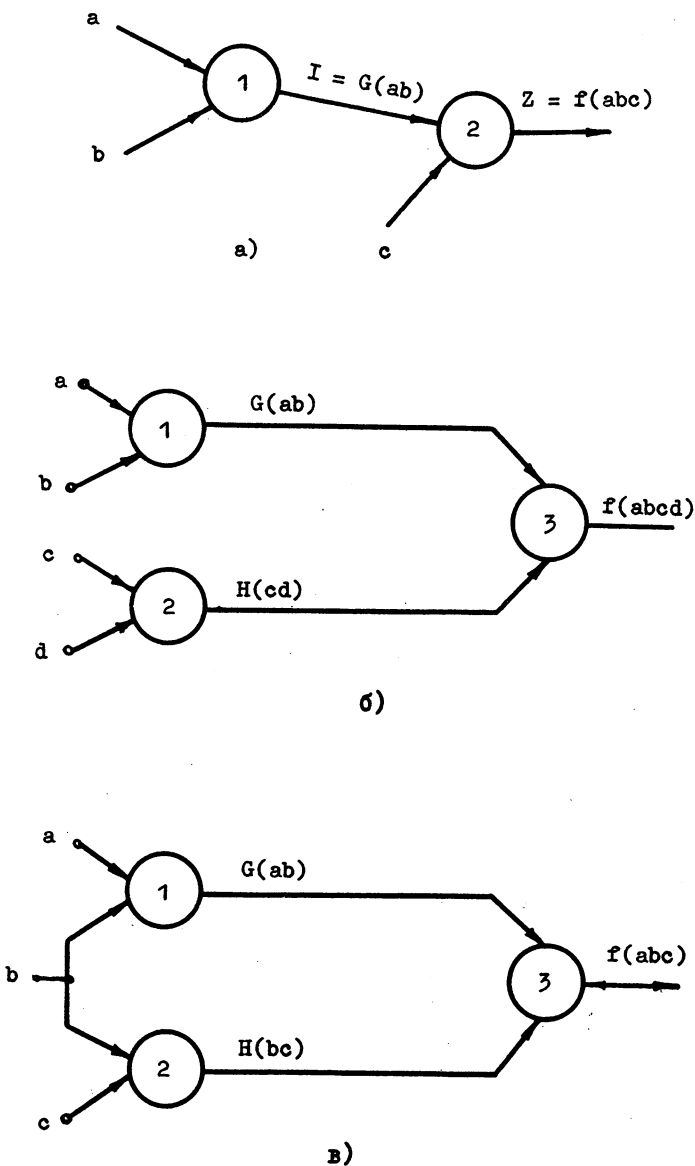 a
1
I = G(ab)
Z = f(abc)
2
b
c
а)
a
G(ab)
1
b
3
f(abcd)
c
H(cd)
2
d
б)
a
G(ab)
1
b
f(abc)
3
H(bc)
2
c
в)